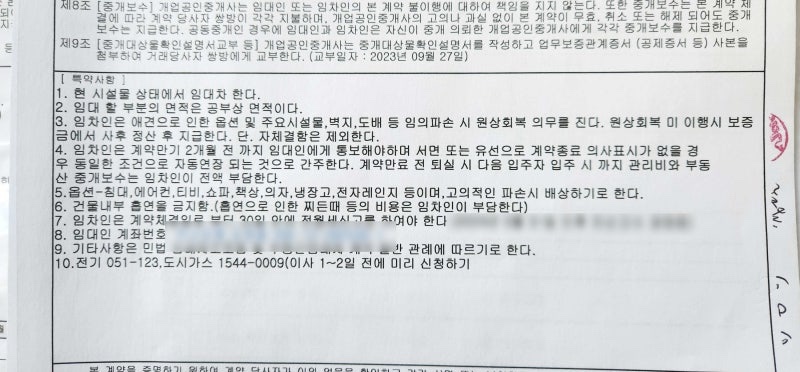 제8조 [중개보수] 개업공인중개사는 임대인 또는 임차인의 본 계약 불이행에 대하여 책임을 지지 않는다. 또한 중개보수는 본 계약 체
결에 따라 계약 당사자 쌍방이 각각 지불하며, 개업공인중개사의 고의나 과실 없이 본 계약이 무효, 취소 또는 해제 되어도 중개
보수는 지급한다. 공동중개인 경우에 임대인과 임차인은 자신이 중개 의뢰한 개업공인중개사에게 각각 중개보수를 지급한다.
제9조 [중개대상물확인설명서교부 등] 개업공인중개사는 중개대상물확인설명서를 작성하고 업무보증관계증서 (공제증서 등) 사본을
첨부하여 거래당사자 쌍방에게 교부한다. (교부일자 : 2023년 09월 27일)
[ 특약사항 ]
1. 현 시설물 상태에서 임대차 한다.
2. 임대 할 부분의 면적은 공부상 면적이다.
3. 임차인은 애견으로 인한 옵션 및 주요시설물,벽지,도배 등 임의파손 시 원상회복 의무를 진다. 원상회복 미 이행시 보증
금에서 사후 정산 후 지급한다. 단. 자체결함은 제외한다.
4. 임차인은 계약만기 2개월 전 까지 임대인에게 통보해야하며 서면 또는 유선으로 계약종료 의사표시가 없을 경
우 동일한 조건으로 자동연장 되는 것으로 간주한다. 계약만료 전 퇴실 시 다음 입주자 입주 시 까지 관리비와 부동
산 중개보수는 임차인이 전액 부담한다.
5.옵션-침대,에어컨,티비,쇼파,책상,의자,냉장고,전자레인지 등이며,고의적인 파손시 배상하기로 한다.
6. 건물내부 흡연을 금지함.(흡연으로 인한 찌든때 등의 비용은 임차인이 부담한다)
7. 임차인은 계약체결일로 부터 30일 안에 전월세신고를 하여야 한다
8. 임대인 계좌번호
9. 기타사항은 민법 일반 관례에 따르기로 한다.
10.전기 051-123,도시가스 1544-0009(이사 1~2일 전에 미리 신청하기